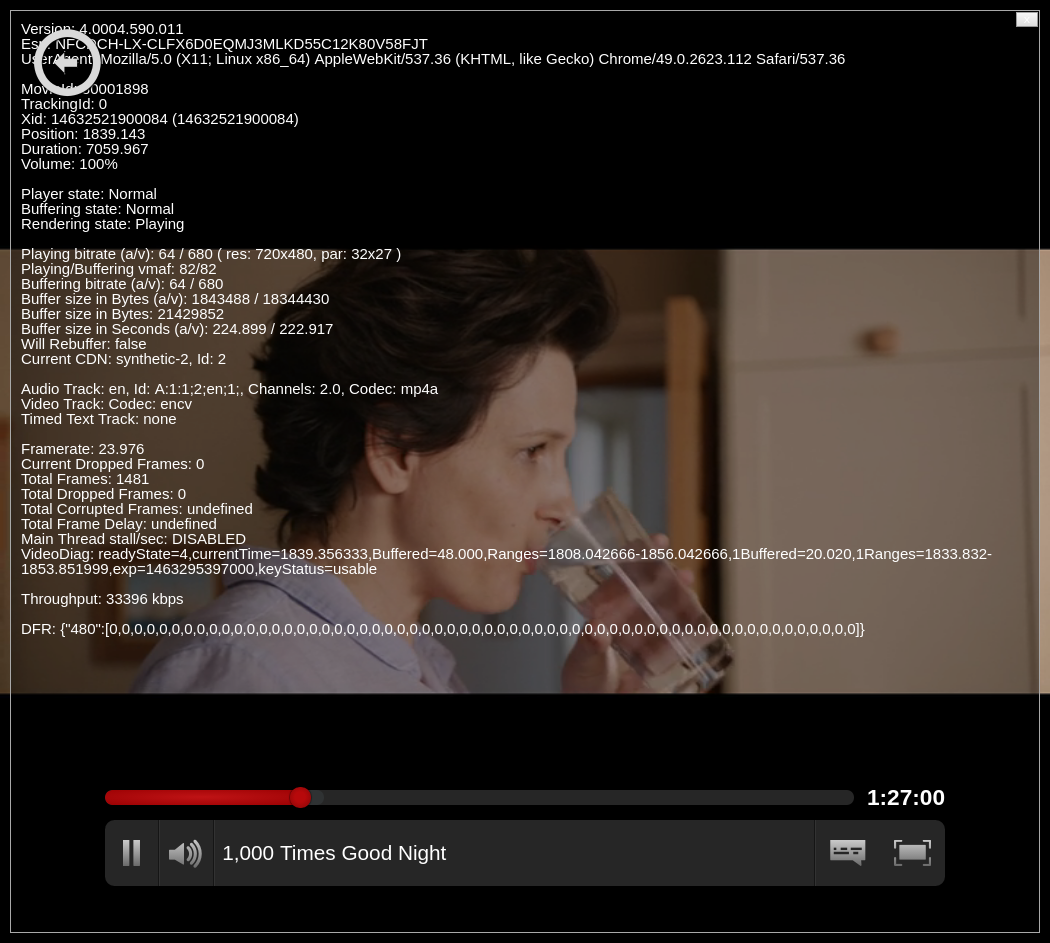 Version: 4.0004.590.011
Esn: NFCDCH-LX-CLFX6D0EQMJ3MLKD55C12K80V58FJT
UserAgent: Mozilla/5.0 (X11; Linux x86_64) AppleWebKit/537.36 (KHTML, like Gecko) Chrome/49.0.2623.112 Safari/537.36
TrackingId: 0
Xid: 14632521900084 (14632521900084)
Position: 1839.143
Duration: 7059.967
Volume: 100%
Player state: Normal
Buffering state: Normal
Rendering state: Playing
Playing bitrate (a/v): 64 / 680 ( res: 720x480, par: 32x27 )
Playing/Buffering vmaf: 82/82
Buffering bitrate (a/v): 64 / 680
Buffer size in Bytes (a/v): 1843488 / 18344430
Buffer size in Bytes: 21429852
Buffer size in Seconds (a/v): 224.899 / 222.917
Will Rebuffer: false
Current CDN: synthetic-2, Id: 2
Audio Track: en, Id: A:1:1;2;en;1;, Channels: 2.0, Codec: mp4a
Video Track: Codec: encv
Timed Text Track: none
Framerate: 23.976
Current Dropped Frames: 0
Total Frames: 1481
Total Dropped Frames: 0
Total Corrupted Frames: undefined
Total Frame Delay: undefined
Main Thread stall/sec: DISABLED
VideoDiag: readyState=4,currentTime=1839.356333,Buffered=48.000,Ranges=1808.042666-1856.042666,1Buffered=20.020,1Ranges=1833.832-
1853.851999,exp=1463295397000,keyStatus=usable
Throughput: 33396 kbps
DFR: {"480":[0,0,0,0,0,0,0,0,0,0,0,0,0,0,0,0,0,0,0,0,0,0,0,0,0,0,0,0,0,0,0,0,0,0,0,0,0,0,0,0,0,0,0,0,0,0,0,0,0,0,0,0,0,0,0,0,0,0,0,0]}
1:27:00
1,000 Times Good Night